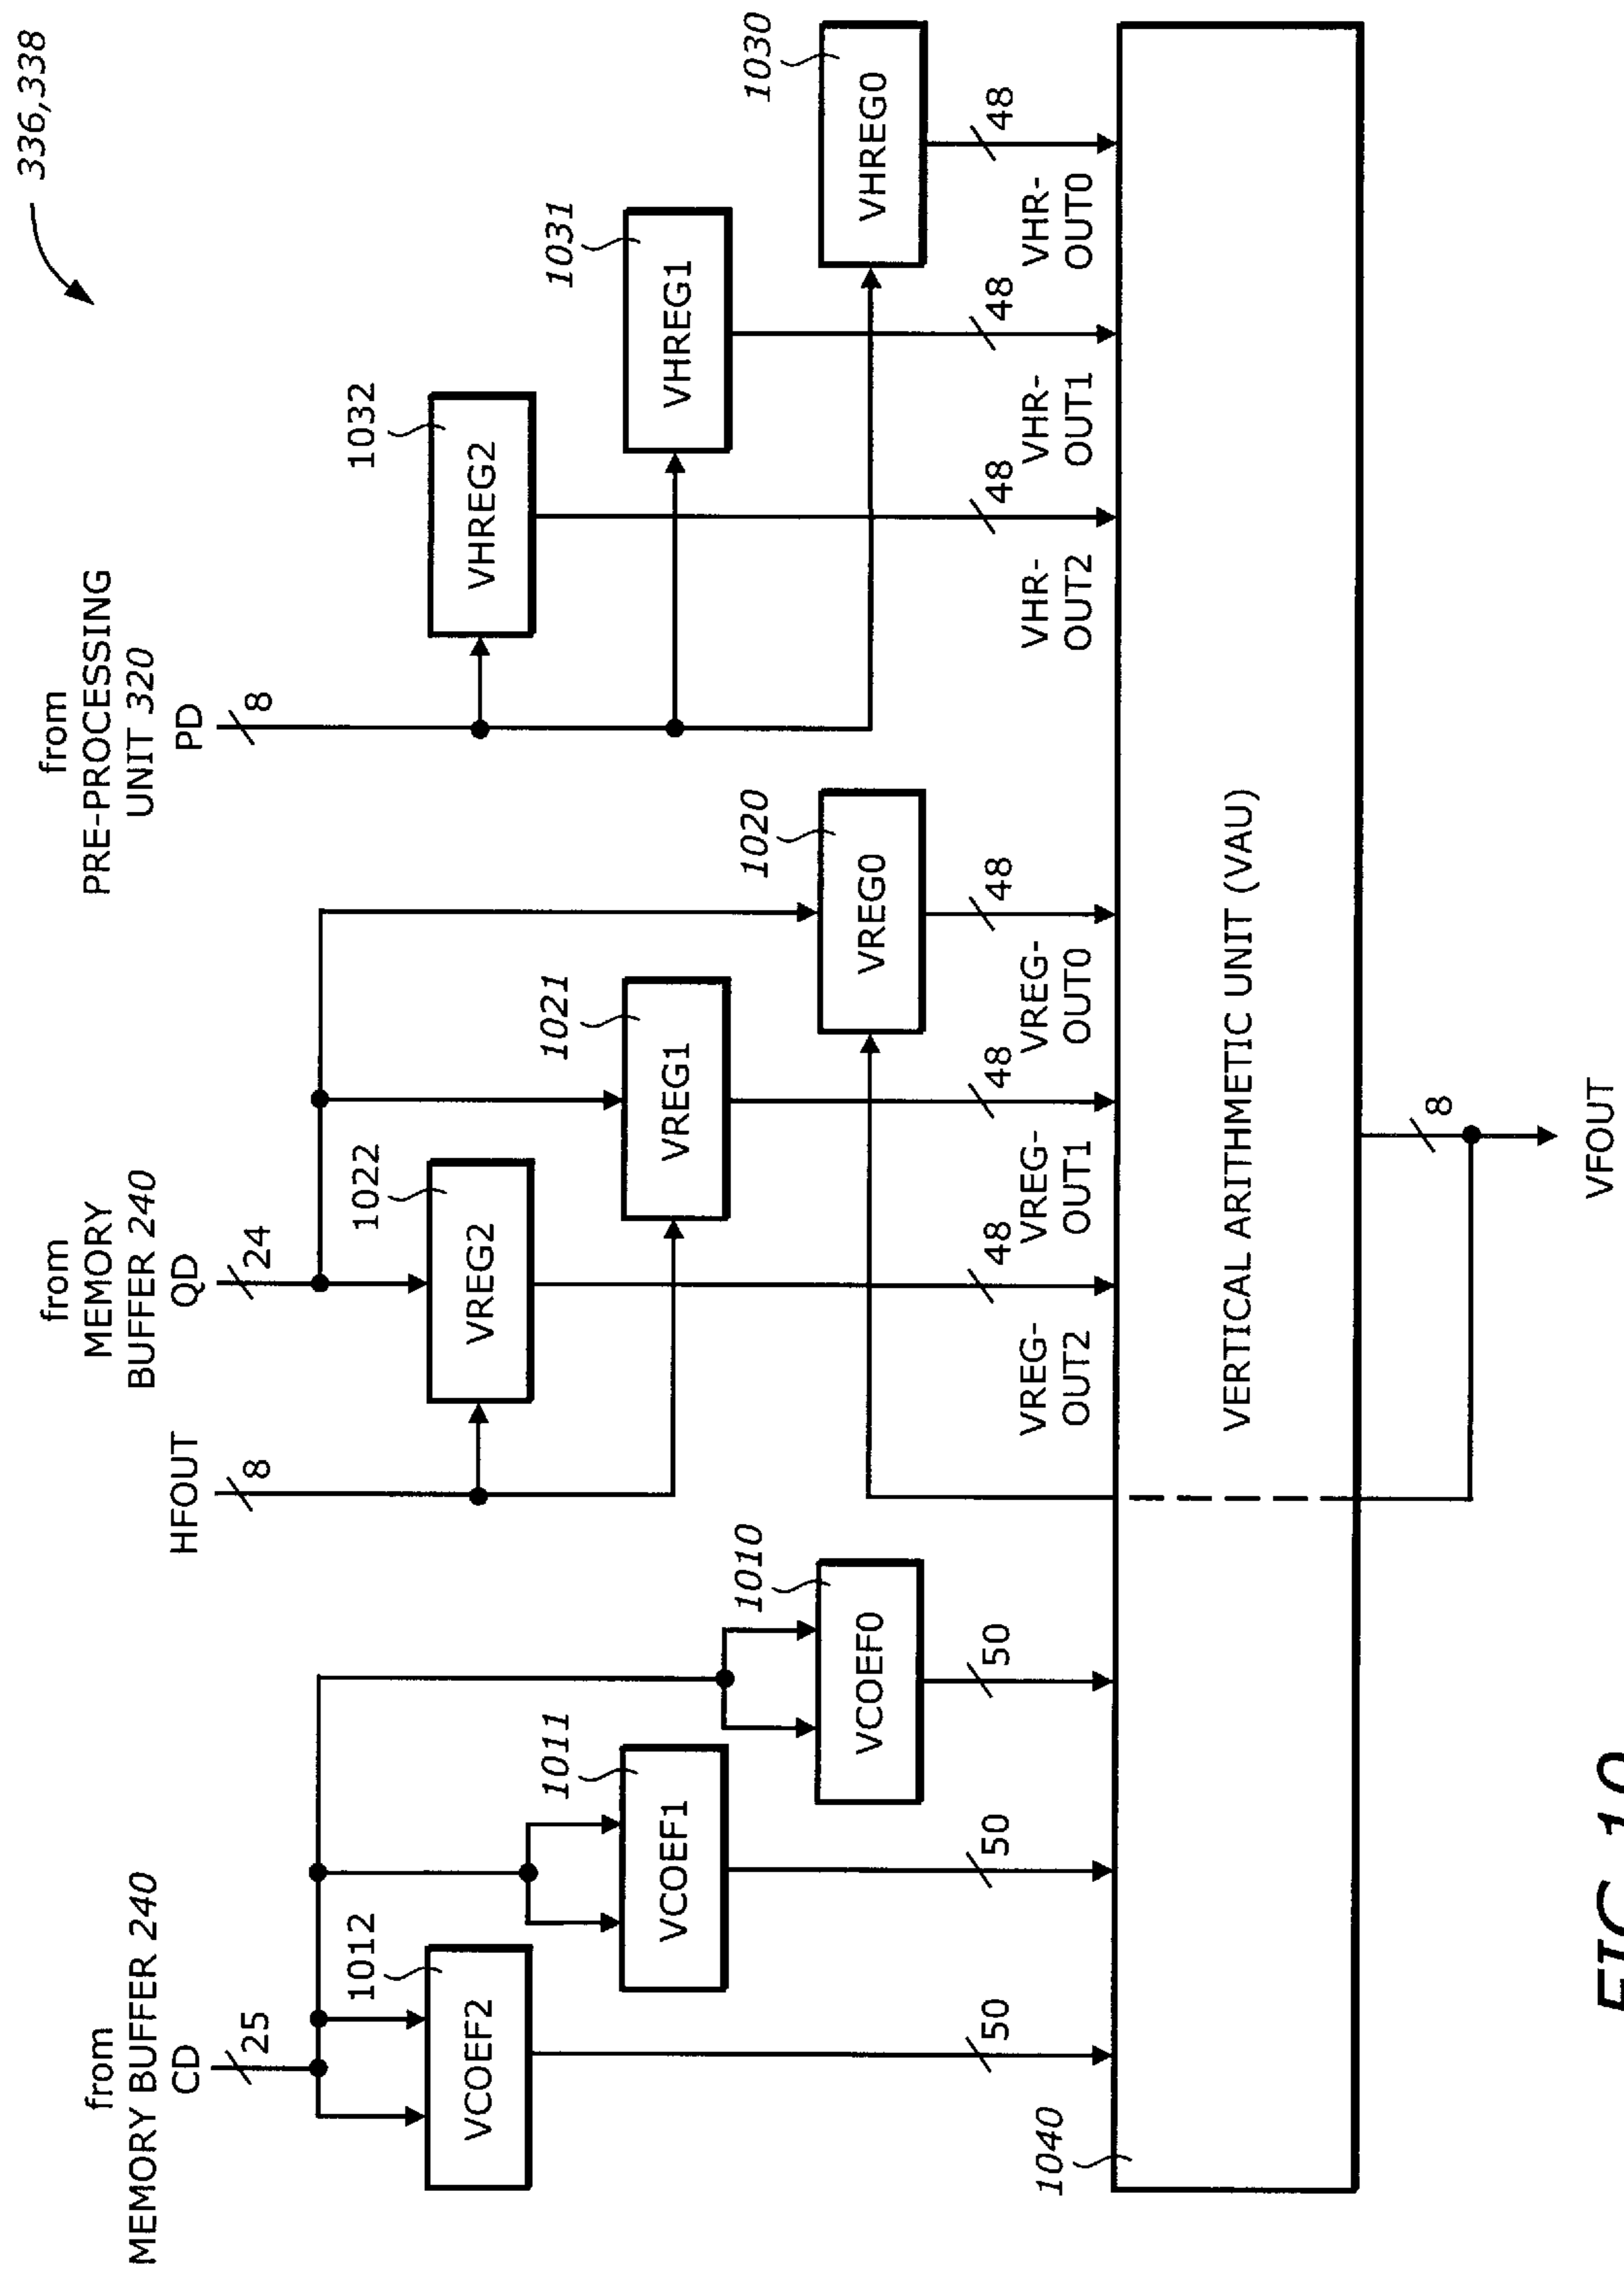 336,338
from
MEMORY BUFFER 240
CD
25
HFOUT
8
from
MEMORY
BUFFER 240
QD
24
from
PRE-PROCESSING
UNIT 320
PD
8
1012
VCOEF2
1011
VCOEF1
1010
VCOEF0
1022
VREG2
1021
VREG1
1020
VREG0
1032
VHREG2
1031
VHREG1
1030
VHREG0
50
50
50
48
VREG-
OUT2
48
VREG-
OUT1
48
VREG-
OUT0
48
VHR-
OUT2
48
VHR-
OUT1
48
VHR-
OUT0
1040
VERTICAL ARITHMETIC UNIT (VAU)
8
VFOUT